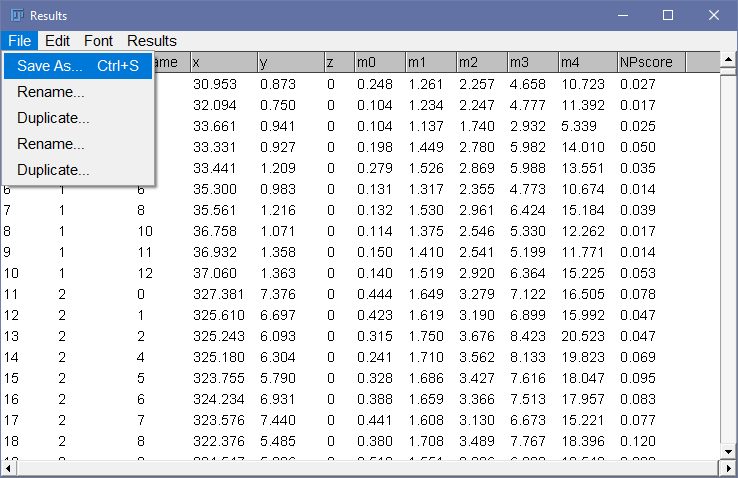 Results
File Edit Font Results
Save As... Ctrl+S
Rename...
Duplicate...
Rename...
Duplicate...
ame x y z m0 m1 m2 m3 m4 NPscore
30.953 0.873 0 0.248 1.261 2.257 4.658 10.723 0.027
32.094 0.750 0 0.104 1.234 2.247 4.777 11.392 0.017
33.661 0.941 0 0.104 1.137 1.740 2.932 5.339 0.025
33.331 0.927 0 0.198 1.449 2.780 5.982 14.010 0.050
33.441 1.209 0 0.279 1.526 2.869 5.988 13.551 0.035
6 1 6 35.300 0.983 0 0.131 1.317 2.355 4.773 10.674 0.014
7 1 8 35.561 1.216 0 0.132 1.530 2.961 6.424 15.184 0.039
8 1 10 36.758 1.071 0 0.114 1.375 2.546 5.330 12.262 0.017
9 1 11 36.932 1.358 0 0.150 1.410 2.541 5.199 11.771 0.014
10 1 12 37.060 1.363 0 0.140 1.519 2.920 6.364 15.225 0.053
11 2 0 327.381 7.376 0 0.444 1.649 3.279 7.122 16.505 0.078
12 2 1 325.610 6.697 0 0.423 1.619 3.190 6.899 15.992 0.047
13 2 2 325.243 6.093 0 0.315 1.750 3.676 8.423 20.523 0.047
14 2 4 325.180 6.304 0 0.241 1.710 3.562 8.133 19.823 0.069
15 2 5 323.755 5.790 0 0.328 1.686 3.427 7.616 18.047 0.095
16 2 6 324.234 6.931 0 0.388 1.659 3.366 7.513 17.957 0.083
17 2 7 323.576 7.440 0 0.441 1.608 3.130 6.673 15.221 0.077
18 2 8 322.376 5.485 0 0.380 1.708 3.489 7.767 18.396 0.120